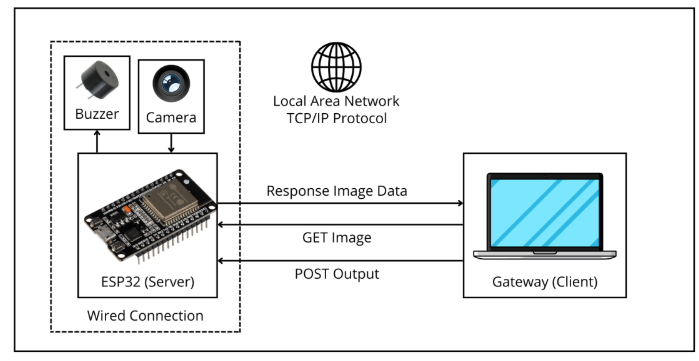 Buzzer
Camera
Local Area Network
TCP/IP Protocol
Response Image Data
GET Image
POST Output
ESP32 (Server)
Gateway (Client)
Wired Connection